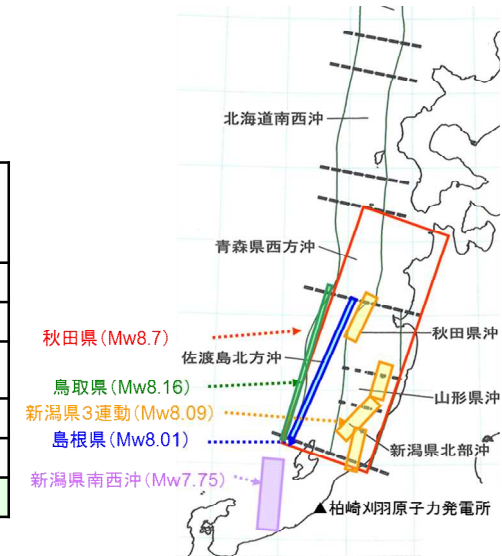 北海道南西沖
青森県西方沖
秋田県(Mw8.7)
秋田県沖
佐渡島北方沖
鳥取県(Mw8.16)
山形県沖
新潟県3連動(Mw8.09)
島根県(Mw8.01)
新潟県北部沖
新潟県南西沖(Mw7.75)
▲柏崎刈羽原子力発電所